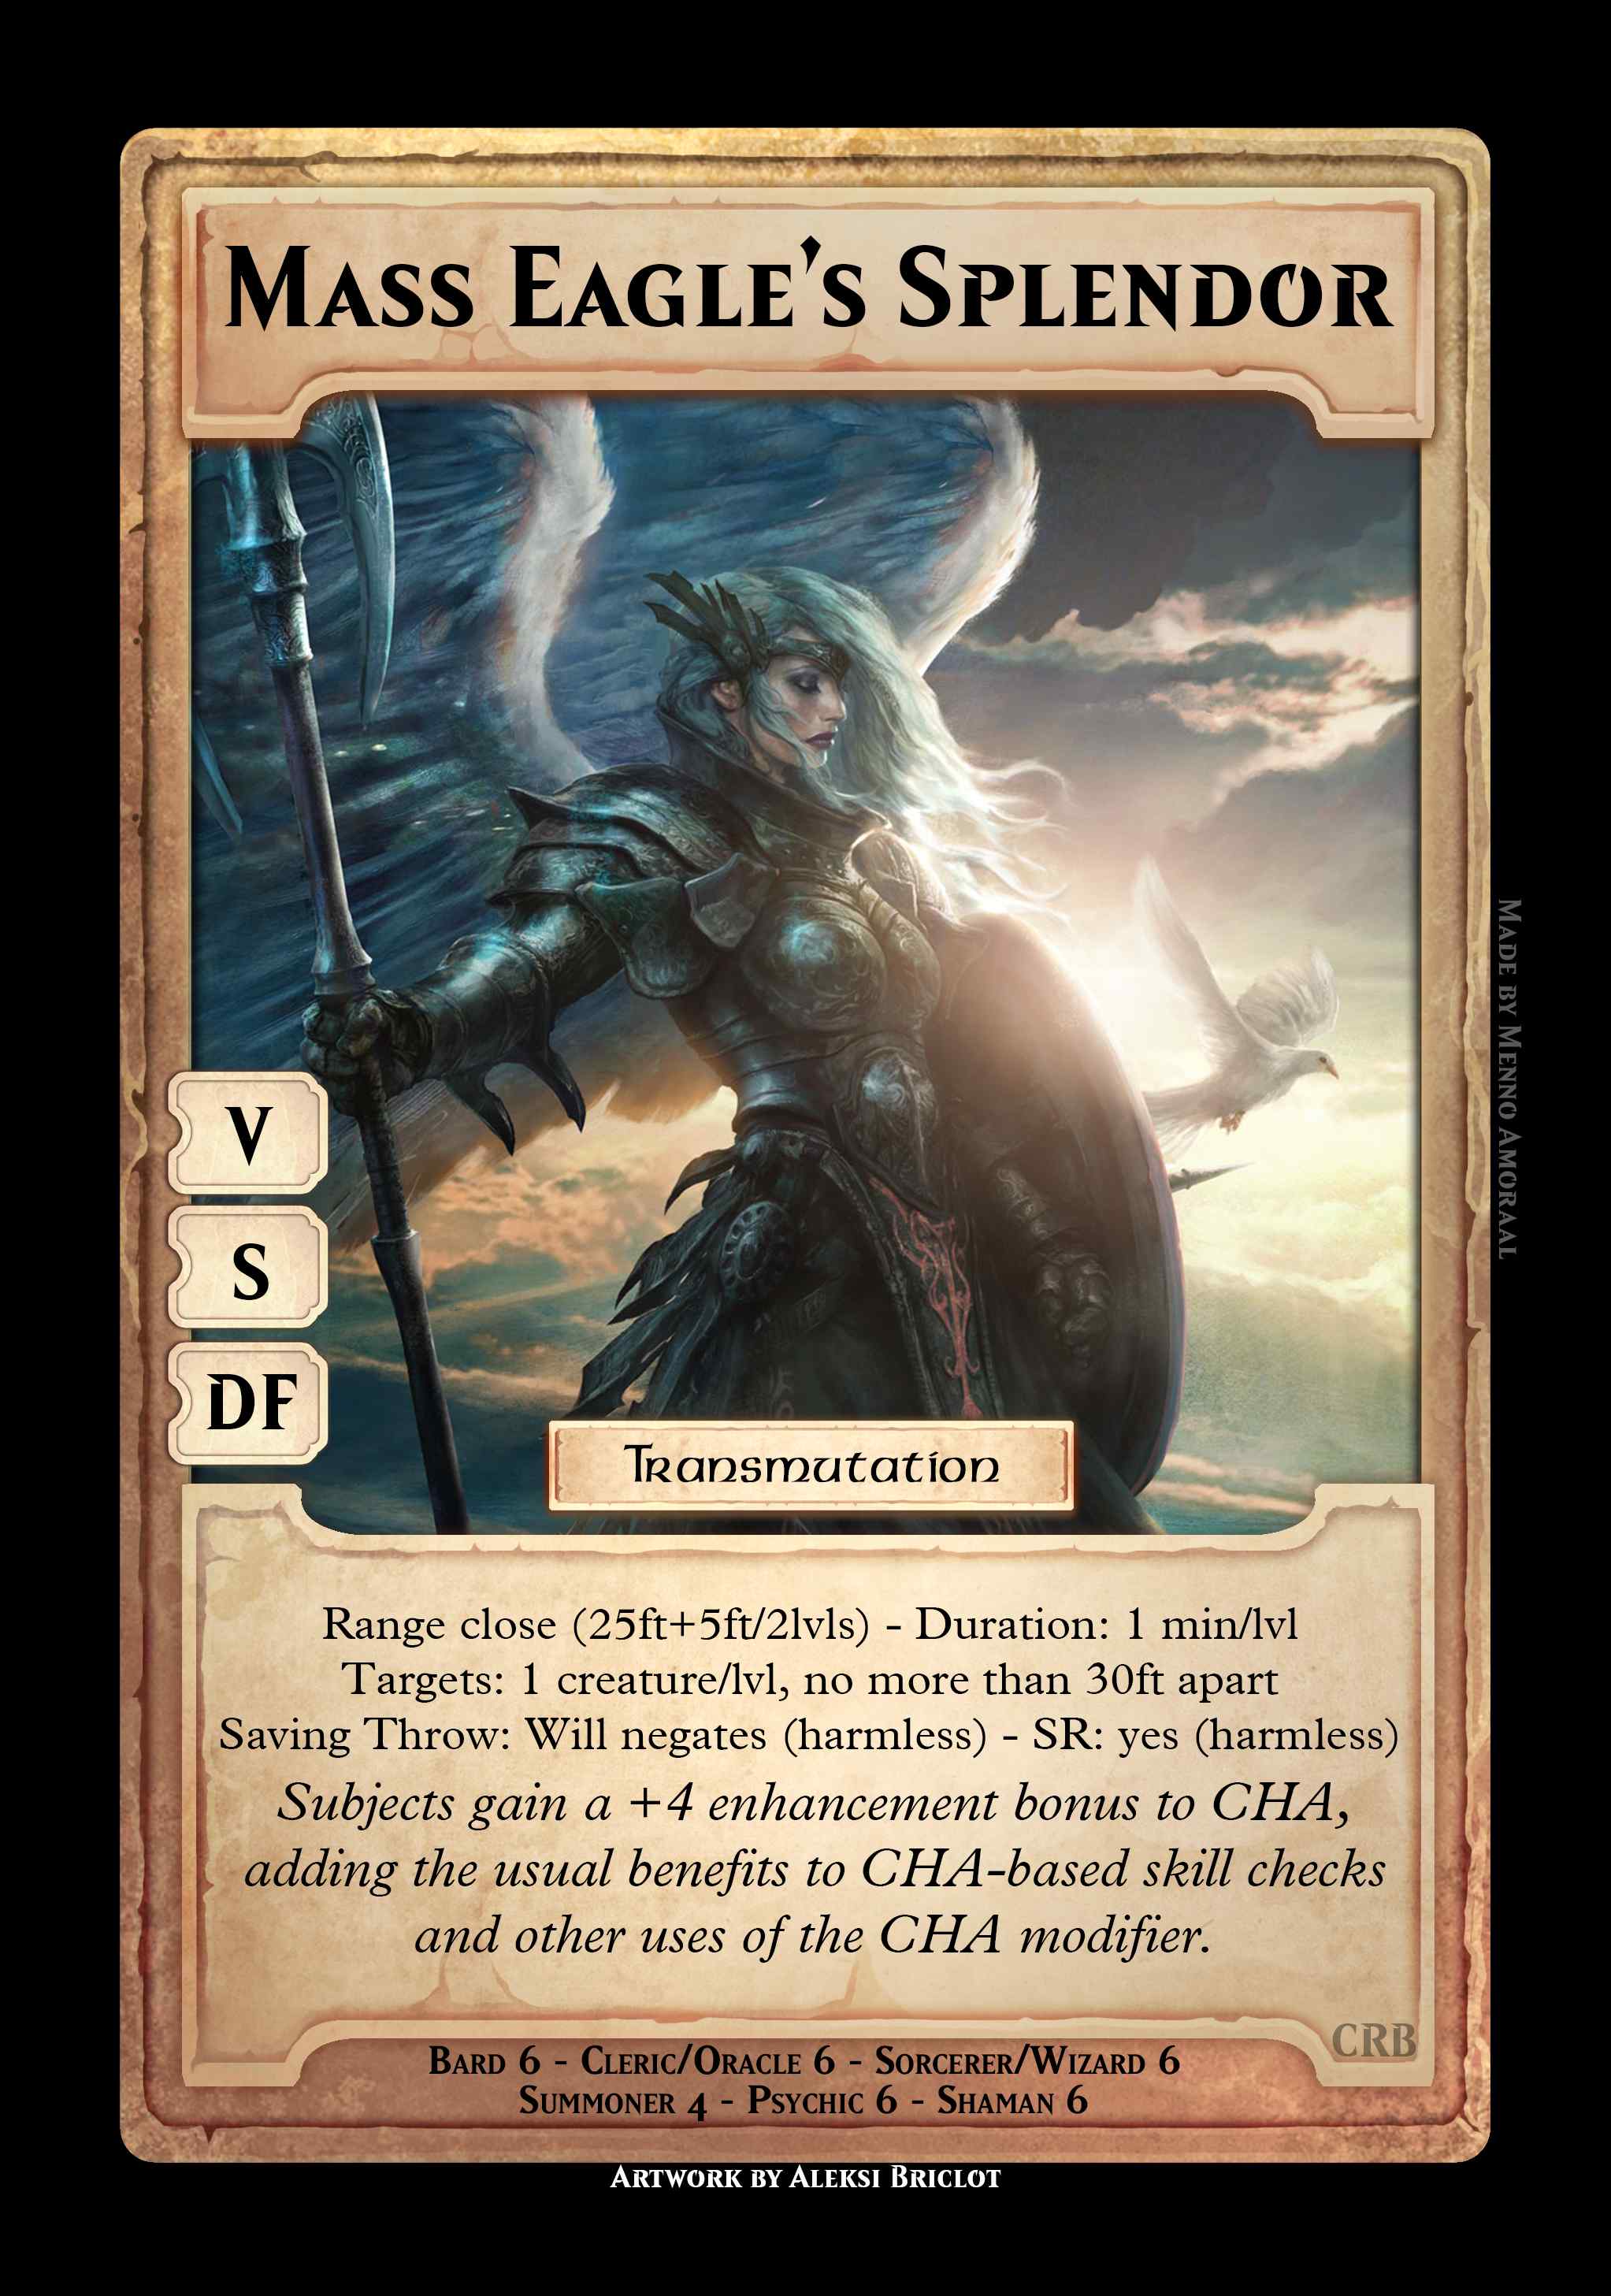 Mass Eagle's Splendor
Made by Menno Amoraal
V
S
DF
Transmutation
Range close (25ft+5ft/2lvls) - Duration: 1 min/lvl
Targets: 1 creature/lvl, no more than 30ft apart
Saving Throw: Will negates (harmless) - SR: yes (harmless)
Subjects gain a +4 enhancement bonus to CHA,
adding the usual benefits to CHA-based skill checks
and other uses of the CHA modifier.
CRB
Bard 6 - Cleric/Oracle 6 - Sorcerer/Wizard 6
Summoner 4 - Psychic 6 - Shaman 6
Artwork by Aleksi Briclot